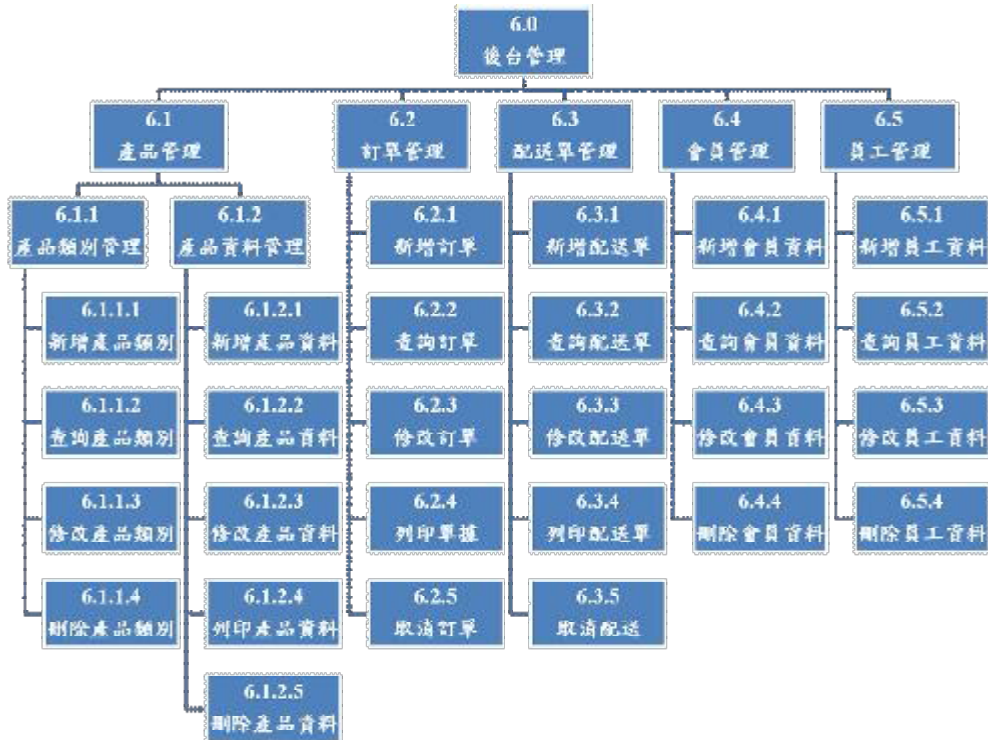 6.0
後台管理
6.1
產品管理
6.2
訂單管理
6.3
配送單管理
6.4
會員管理
6.5
員工管理
6.1.1
產品類別管理
6.1.2
產品資料管理
6.2.1
新增訂單
6.3.1
新增配送單
6.4.1
新增會員資料
6.5.1
新增員工資料
6.1.1.1
新增產品類別
6.1.2.1
新增產品資料
6.2.2
查詢訂單
6.3.2
查詢配送單
6.4.2
查詢會員資料
6.5.2
查詢員工資料
6.1.1.2
查詢產品類別
6.1.2.2
查詢產品資料
6.2.3
修改訂單
6.3.3
修改配送單
6.4.3
修改會員資料
6.5.3
修改員工資料
6.1.1.3
修改產品類別
6.1.2.3
修改產品資料
6.2.4
列印單據
6.3.4
列印配送單
6.4.4
刪除會員資料
6.5.4
刪除員工資料
6.1.1.4
刪除產品類別
6.1.2.4
列印產品資料
6.2.5
取消訂單
6.3.5
取消配送
6.1.2.5
刪除產品資料